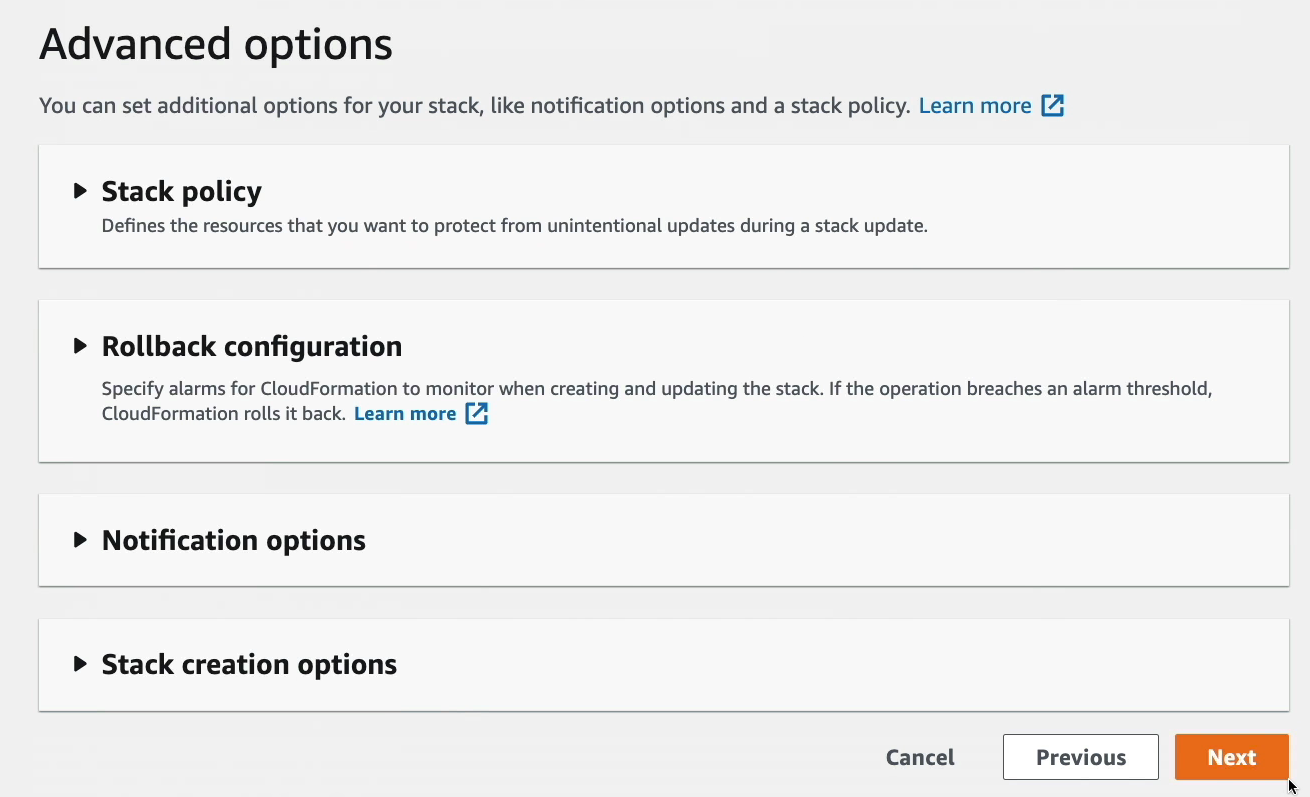 Advanced options
You can set additional options for your stack, like notification options and a stack policy. Learn more
Stack policy
Defines the resources that you want to protect from unintentional updates during a stack update.
Rollback configuration
Specify alarms for CloudFormation to monitor when creating and updating the stack. If the operation breaches an alarm threshold,
CloudFormation rolls it back. Learn more
Notification options
Stack creation options
Cancel Previous Next